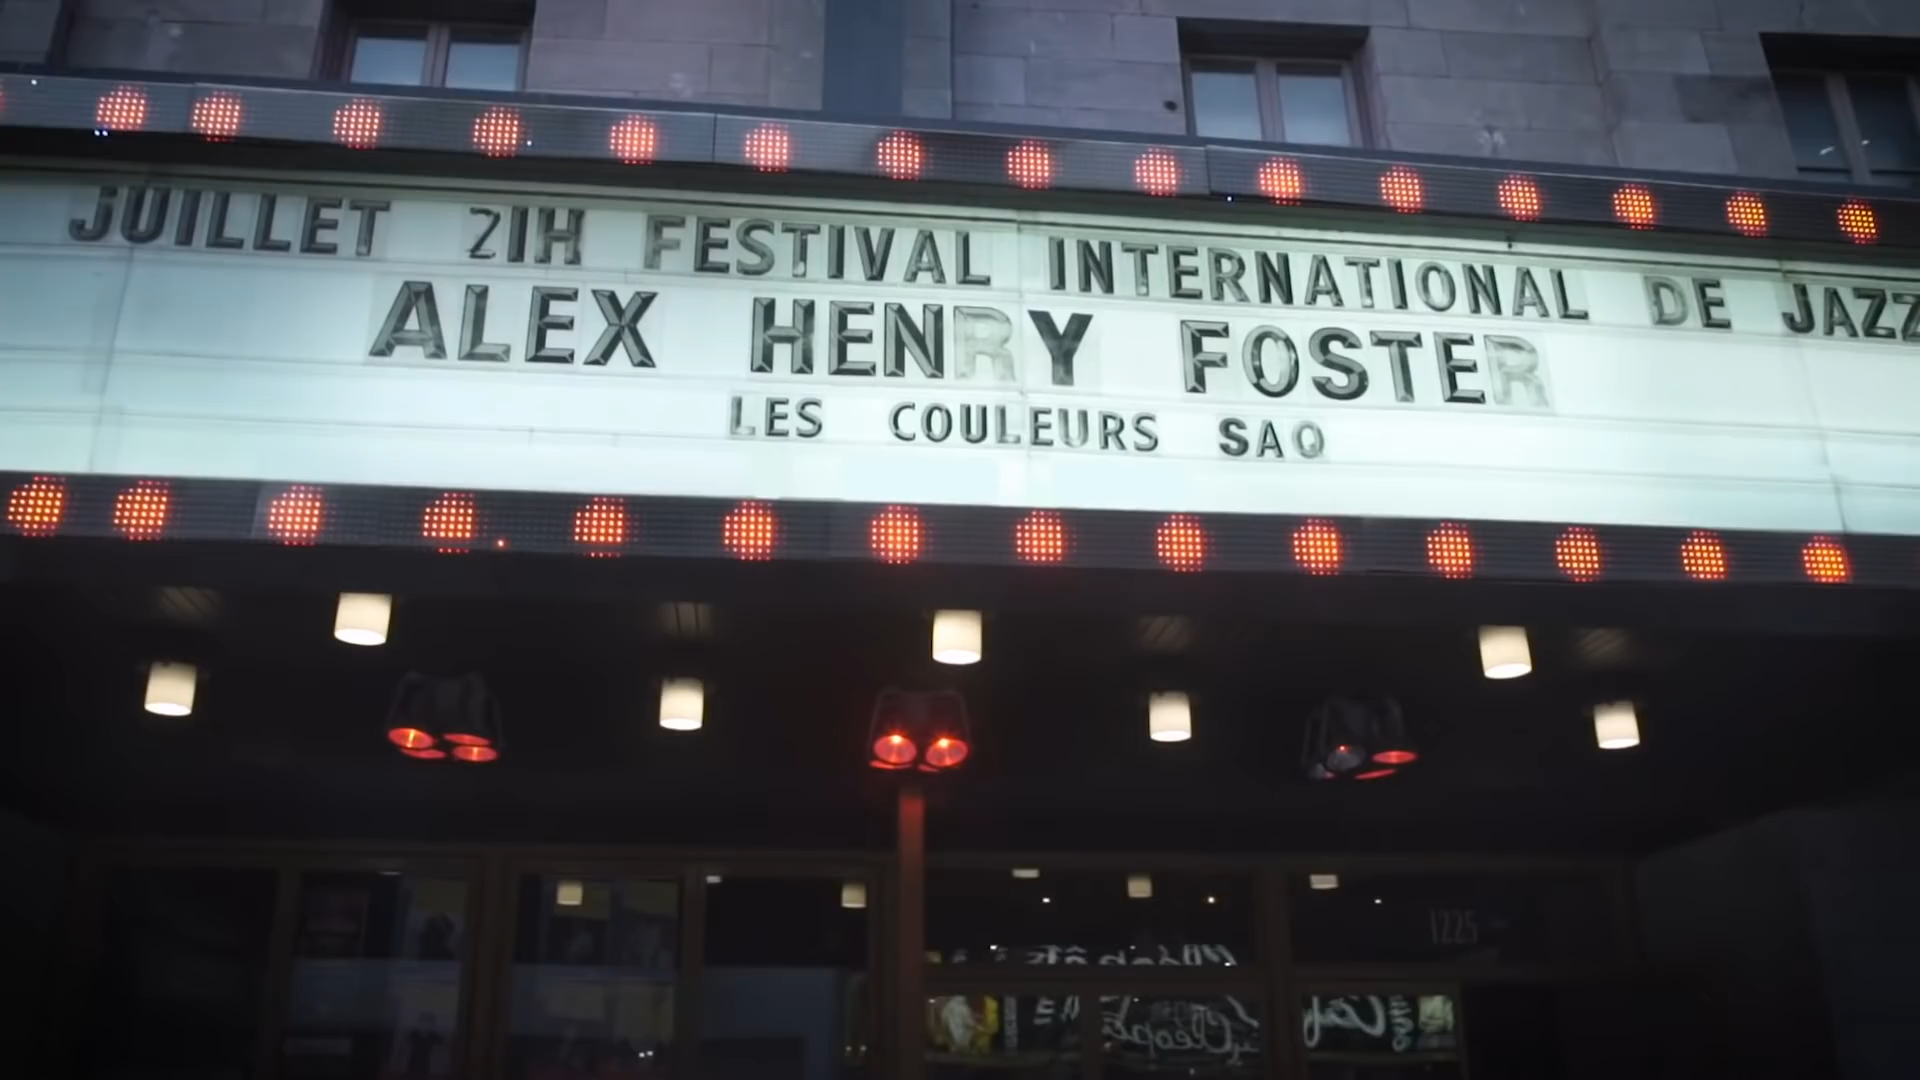 JUILLET 21H FESTIVAL INTERNATIONAL DE JAZZ
ALEX HENRY FOSTER
LES COULEURS SAQ
1225